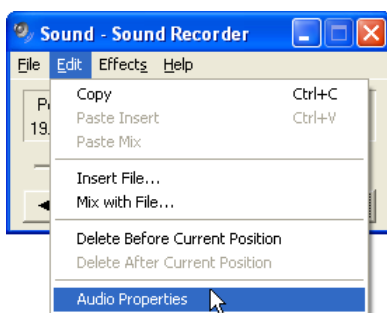 Sound - Sound Recorder
File Edit Effects Help
Copy Ctrl+C
Paste Insert Ctrl+V
Paste Mix
19.
Insert File...
Mix with File...
Delete Before Current Position
Delete After Current Position
Audio Properties